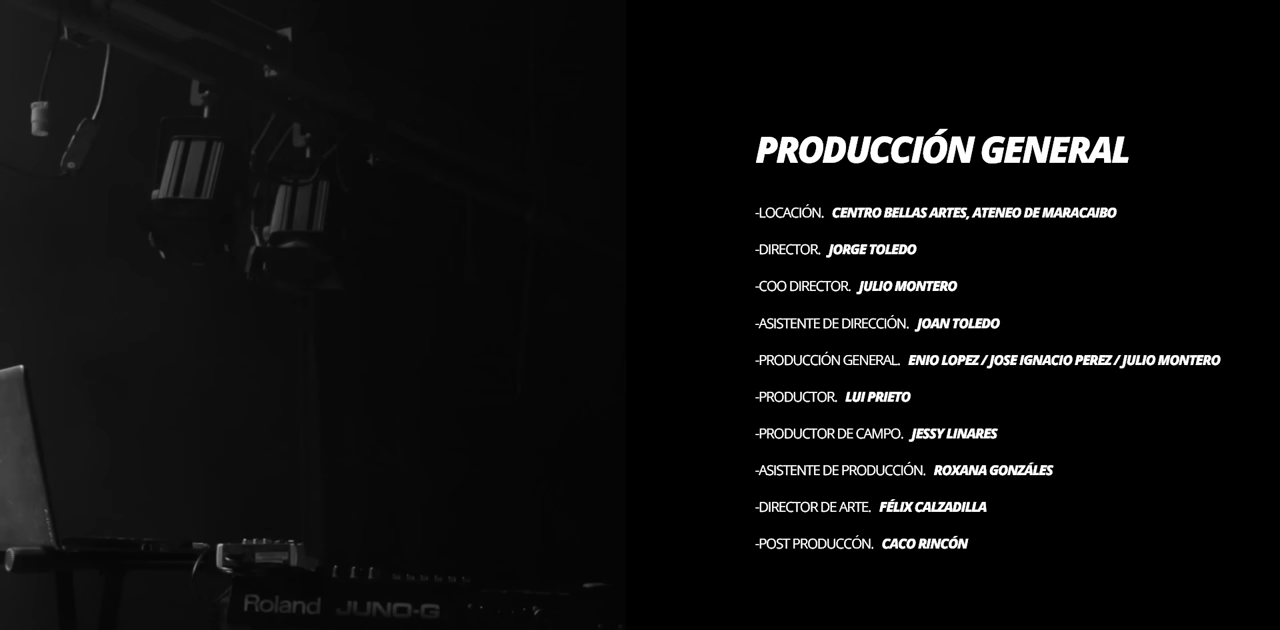 PRODUCCIÓN GENERAL
-LOCACIÓN. CENTRO BELLAS ARTES, ATENEO DE MARACAIBO
-DIRECTOR. JORGE TOLEDO
-COO DIRECTOR. JULIO MONTERO
-ASISTENTE DE DIRECCIÓN. JOAN TOLEDO
-PRODUCCIÓN GENERAL. ENIO LOPEZ / JOSE IGNACIO PEREZ / JULIO MONTERO
-PRODUCTOR. LUI PRIETO
-PRODUCTOR DE CAMPO. JESSY LINARES
-ASISTENTE DE PRODUCCIÓN. ROXANA GONZÁLES
-DIRECTOR DE ARTE. FÉLIX CALZADILLA
-POST PRODUCCÓN. CACO RINCÓN
Roland JUNO-G